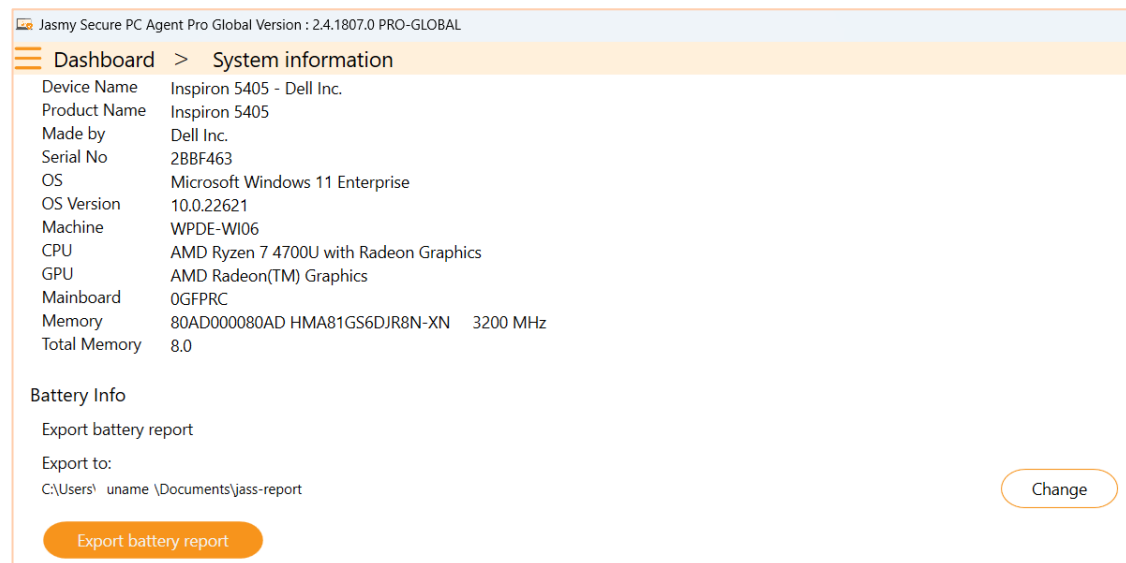 Jasmy Secure PC Agent Pro Global Version : 2.4.1807.0 PRO-GLOBAL
Dashboard > System information
Device Name Inspiron 5405 - Dell Inc.
Product Name Inspiron 5405
Made by Dell Inc.
Serial No 2BBF463
OS Microsoft Windows 11 Enterprise
OS Version 10.0.22621
Machine WPDE-WI06
CPU AMD Ryzen 7 4700U with Radeon Graphics
GPU AMD Radeon(TM) Graphics
Mainboard 0GFPRC
Memory 80AD000080AD HMA81GS6DJR8N-XN 3200 MHz
Total Memory 8.0
Battery Info
Export battery report
Export to:
C:\Users\ uname \Documents\jass-report
Change
Export battery report